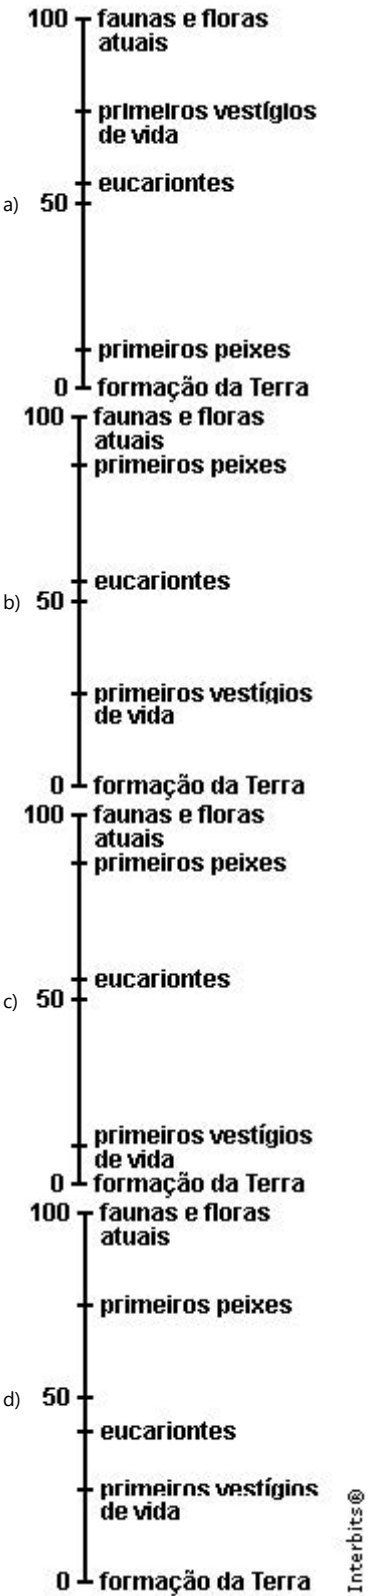 100 faunas e floras
atuais
primeiros vestígios
de vida
eucariontes
a) 50
primeiros peixes
0 formação da Terra
100 faunas e floras
atuais
primeiros peixes
eucariontes
b) 50
primeiros vestígios
de vida
0 formação da Terra
100 faunas e floras
atuais
primeiros peixes
eucariontes
c) 50
primeiros vestígios
de vida
0 formação da Terra
100 faunas e floras
atuais
primeiros peixes
d) 50
eucariontes
primeiros vestígios
de vida
0 formação da Terra
Interbits®